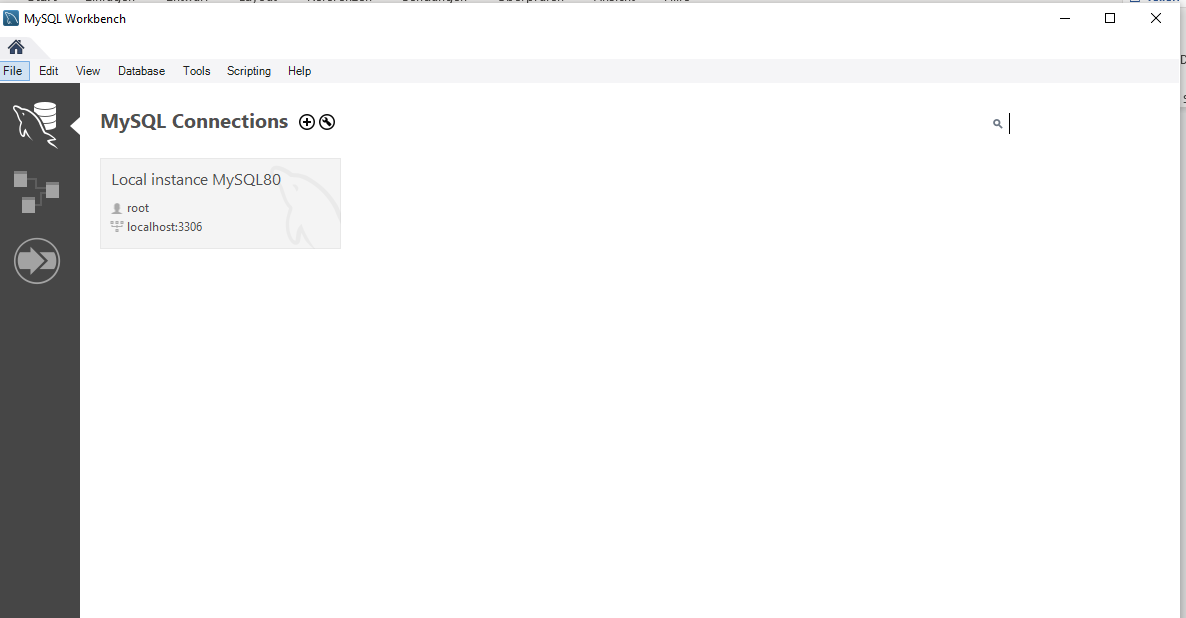 MySQL Workbench
File Edit View Database Tools Scripting Help
MySQL Connections
Local instance MySQL80
root
localhost:3306